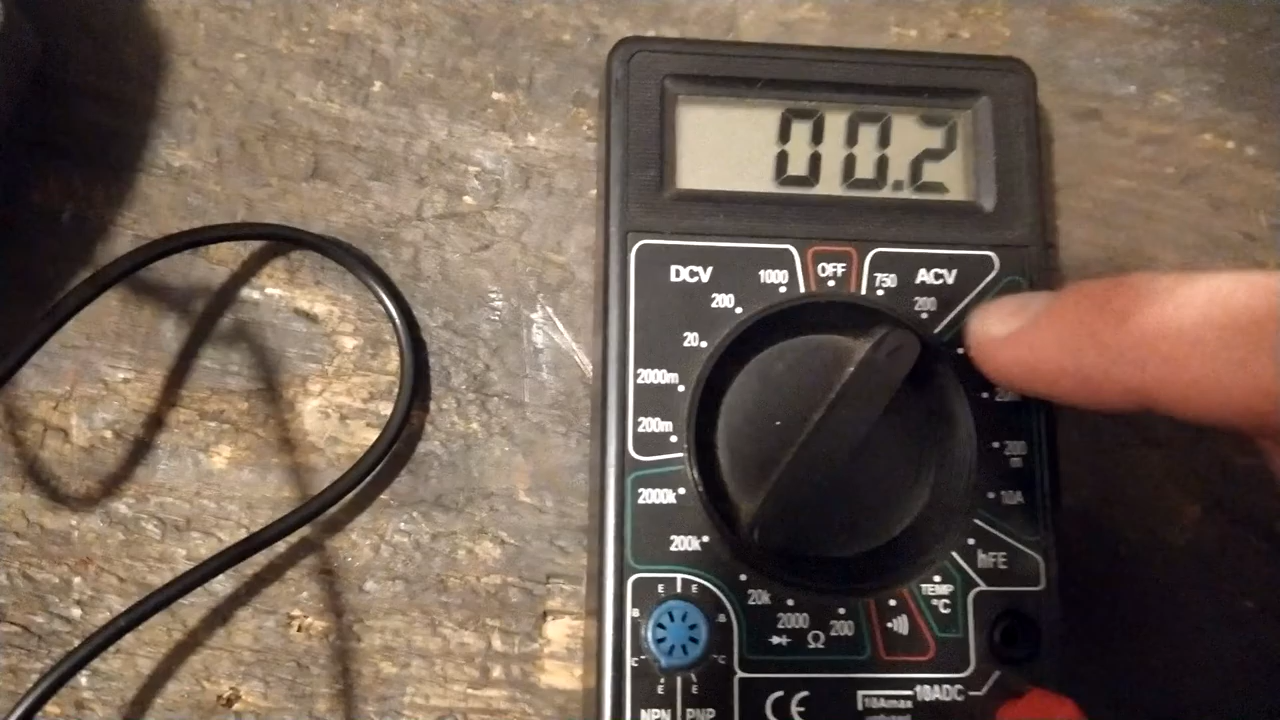 00.2
DCV 1000 OFF 750 ACV
200 200
20
2000m
200m
200
m
2000k
10A
200k
hFE
TEMP
°C
20k
2000
Ω 200
E E
B B
C C
E E
NPN PNP
CE
10Amax
10ADC